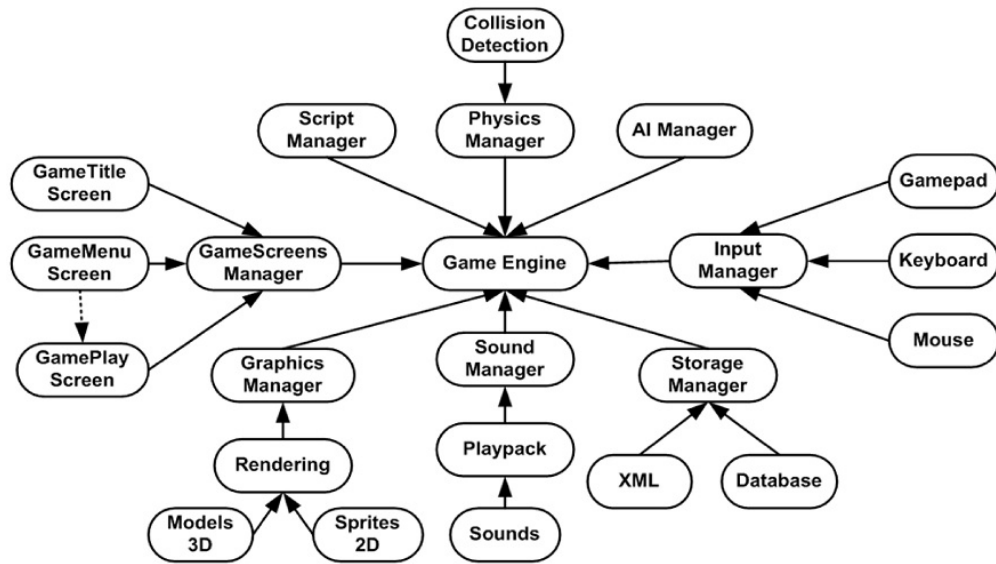 Collision
Detection
Script
Manager
Physics
Manager
AI Manager
GameTitle
Screen
Gamepad
GameMenu
Screen
GameScreens
Manager
Game Engine
Input
Manager
Keyboard
GamePlay
Screen
Graphics
Manager
Sound
Manager
Storage
Manager
Mouse
Rendering
Playpack
XML
Database
Models
3D
Sprites
2D
Sounds